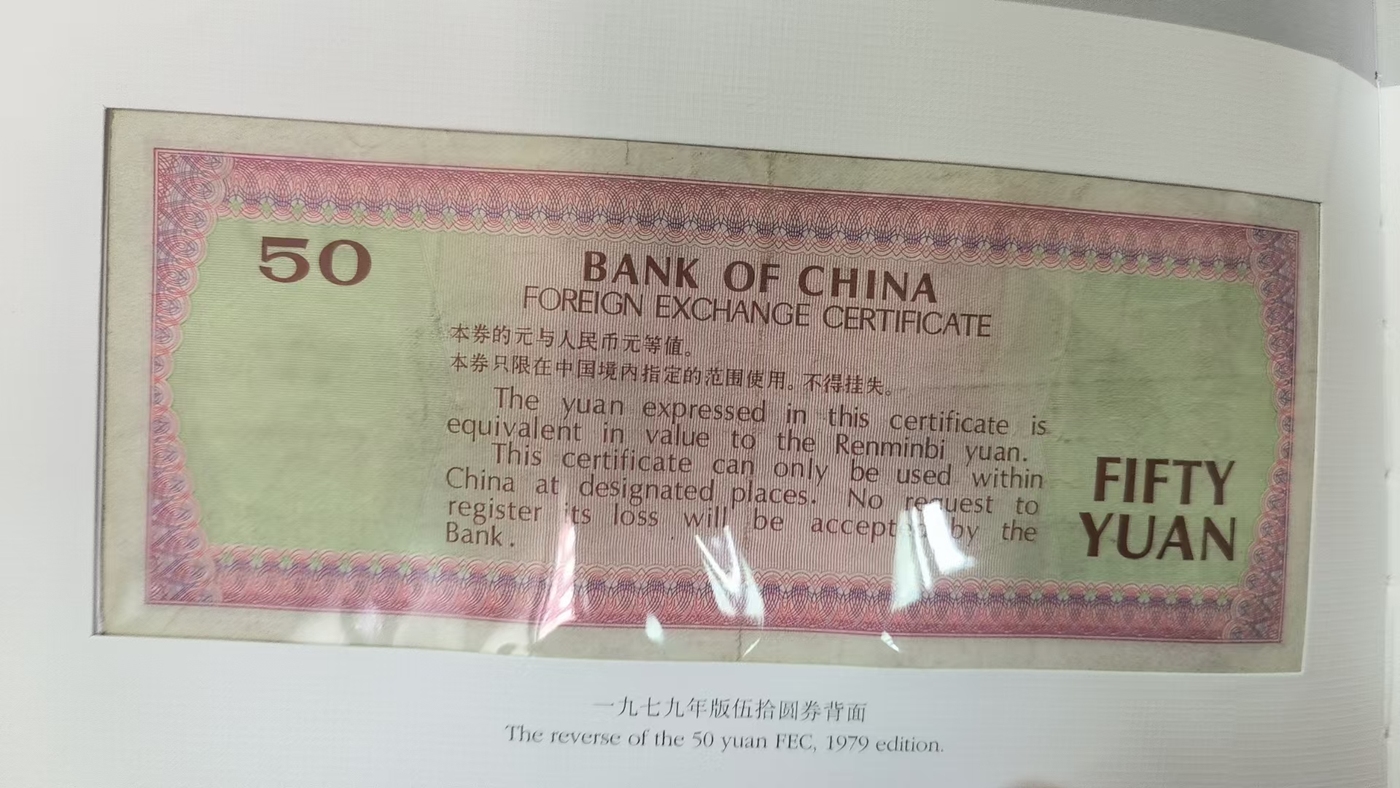 50
BANK OF CHINA
FOREIGN EXCHANGE CERTIFICATE
本券的元与人民币元等值。
本券只限在中国境内指定的范围使用。不得挂失。
The yuan expressed in this certificate is
equivalent in value to the Renminbi yuan.
This certificate can only be used within
China at designated places. No request to
register its loss will be accepted by the
Bank.
FIFTY
YUAN
一九七九年版伍拾圆券背面
The reverse of the 50 yuan FEC, 1979 edition.